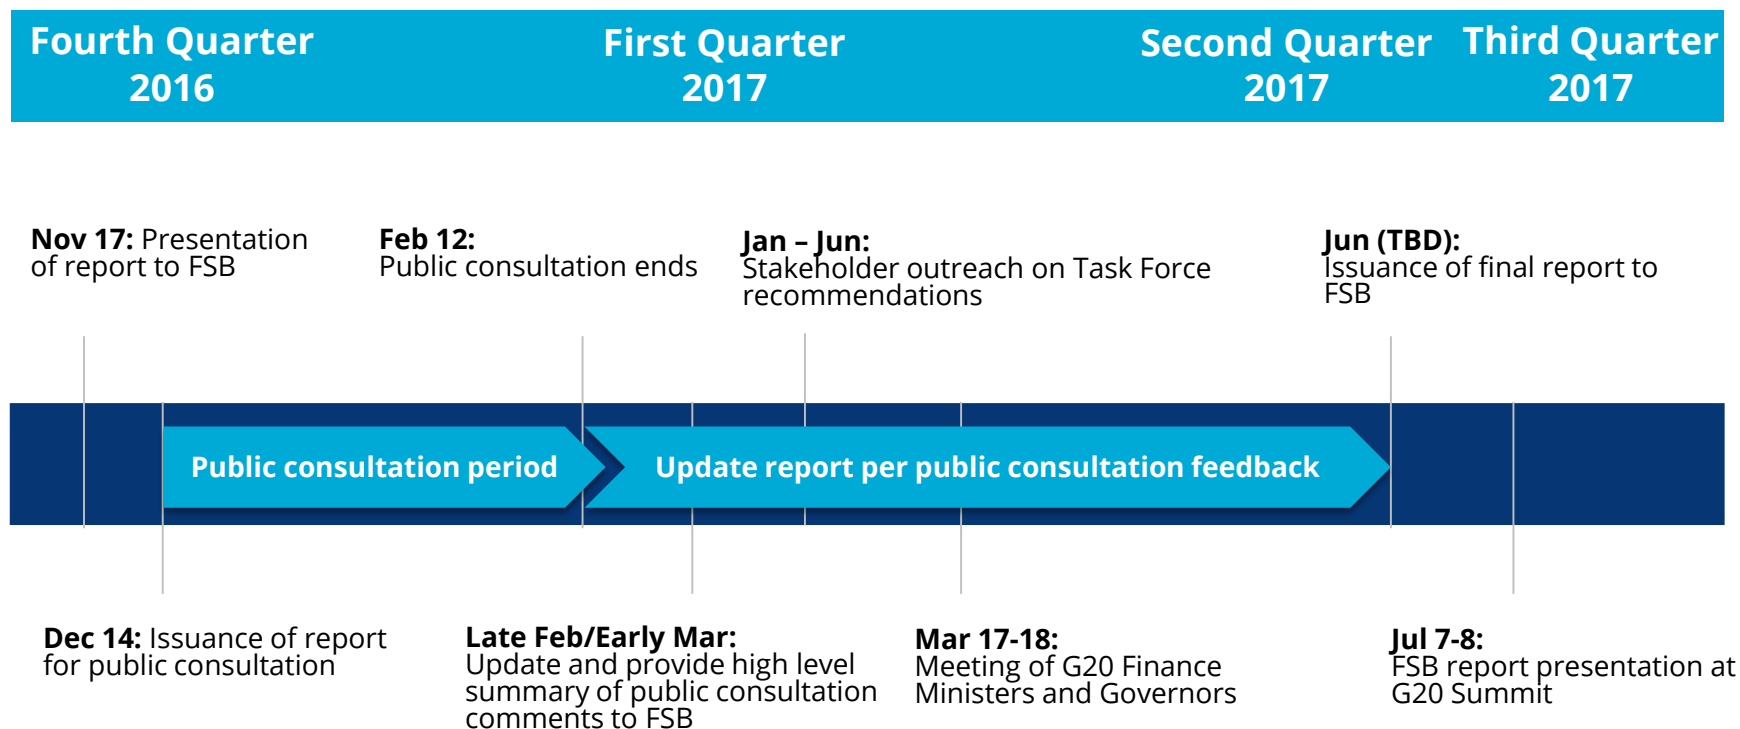 Fourth Quarter
2016
First Quarter
2017
Second Quarter
2017
Third Quarter
2017
Nov 17: Presentation
of report to FSB
Feb 12:
Public consultation ends
Jan – Jun:
Stakeholder outreach on Task Force
recommendations
Jun (TBD):
Issuance of final report to
FSB
Public consultation period
Update report per public consultation feedback
Dec 14: Issuance of report
for public consultation
Late Feb/Early Mar:
Update and provide high level
summary of public consultation
comments to FSB
Mar 17-18:
Meeting of G20 Finance
Ministers and Governors
Jul 7-8:
FSB report presentation at
G20 Summit